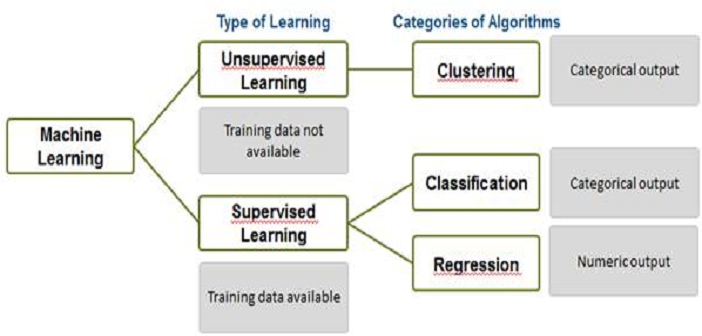 Type of Learning
Categories of Algorithms
Unsupervised
Learning
Clustering
Categorical output
Training data not
available
Machine
Learning
Classification
Categorical output
Supervised
Learning
Regression
Numeric output
Training data available